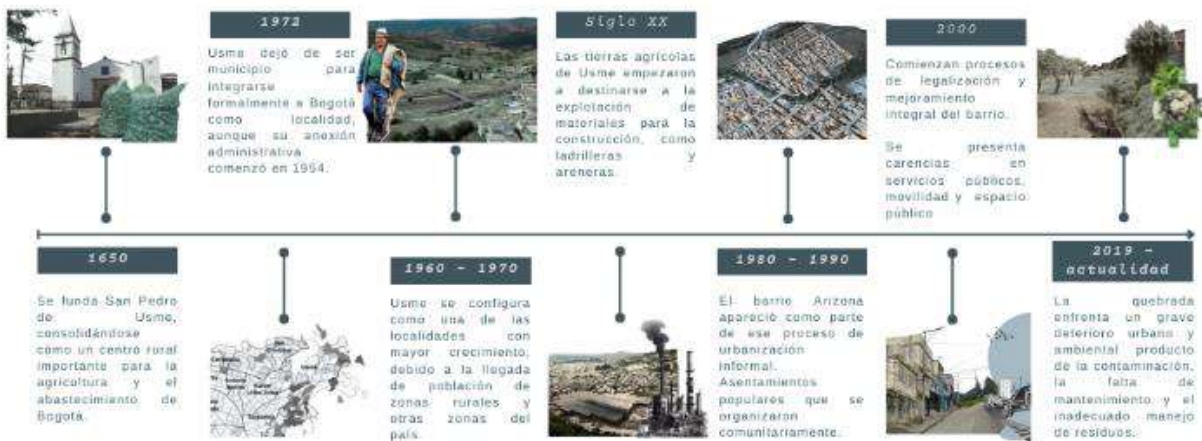 1650
Se funda San Pedro
de Usme,
consolidándose
como un centro rural
importante para la
agricultura y el
abastecimiento de
Bogotá.
1972
Usme dejó de ser
municipio para
integrarse
formalmente a Bogotá
como localidad,
aunque su anexión
administrativa
comenzó en 1954.
1960 - 1970
Usme se configura
como una de las
localidades con
mayor crecimiento,
debido a la llegada
de población de
zonas rurales y
otras zonas del
país.
Siglo XX
Las tierras agrícolas
de Usme empezaron
a destinarse a la
explotación de
materiales para la
construcción, como
ladrilleras y
areneras.
1980 - 1990
El barrio Arizona
apareció como parte
de ese proceso de
urbanización
informal.
Asentamientos
populares que se
organizaron
comunitariamente.
2000
Comienzan procesos
de legalización y
mejoramiento
integral del barrio.
Se presenta
carencias en
servicios públicos,
movilidad y espacio
público
2019 -
actualidad
La quebrada
enfrenta un grave
deterioro urbano y
ambiental producto
de la contaminación,
la falta de
mantenimiento y el
inadecuado manejo
de residuos.